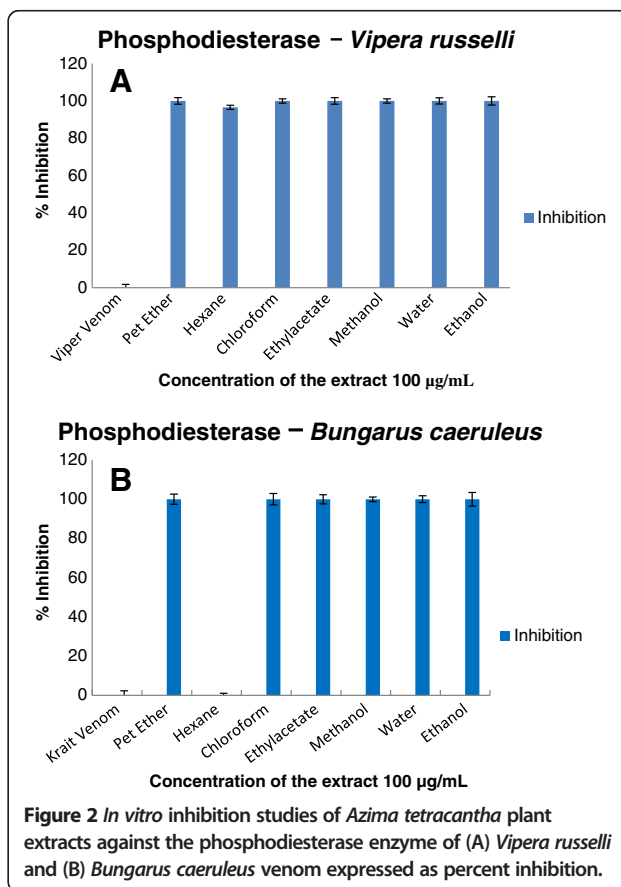 Phosphodiesterase – Vipera russelli
A
120
100
80
60
40
20
0
% Inhibition
Viper Venom
Pet Ether
Hexane
Chloroform
Ethylacetate
Methanol
Water
Ethanol
Inhibition
Concentration of the extract 100 µg/mL
Phosphodiesterase – Bungarus caeruleus
B
120
100
80
60
40
20
0
% Inhibition
Krait Venom
Pet Ether
Hexane
Chloroform
Ethylacetate
Methanol
Water
Ethanol
Inhibition
Concentration of the extract 100 µg/mL
Figure 2 In vitro inhibition studies of Azima tetracantha plant
extracts against the phosphodiesterase enzyme of (A) Vipera russelli
and (B) Bungarus caeruleus venom expressed as percent inhibition.